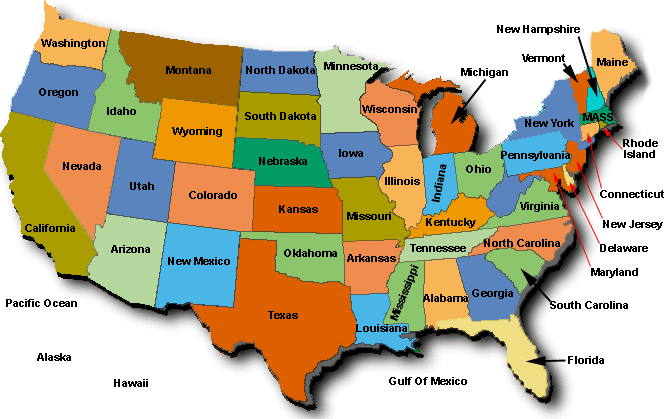 New Hampshire
Washington
Vermont
Maine
Minnesota
Montana
North Dakota
Michigan
Oregon
Idaho
Wisconsin
South Dakota
MASS
New York
Wyoming
Rhode
Island
Pennsylvania
Nebraska
Iowa
Nevada
Ohio
Utah
Illinois
Indiana
Colorado
Connecticut
Kansas
Missouri
Virginia
Kentucky
New Jersey
California
Tennessee
North Carolina
Delaware
Arizona
Oklahoma
Arkansas
New Mexico
Mississippi
Maryland
Alabama
Georgia
Pacific Ocean
South Carolina
Texas
Louisiana
Alaska
Florida
Hawaii
Gulf Of Mexico